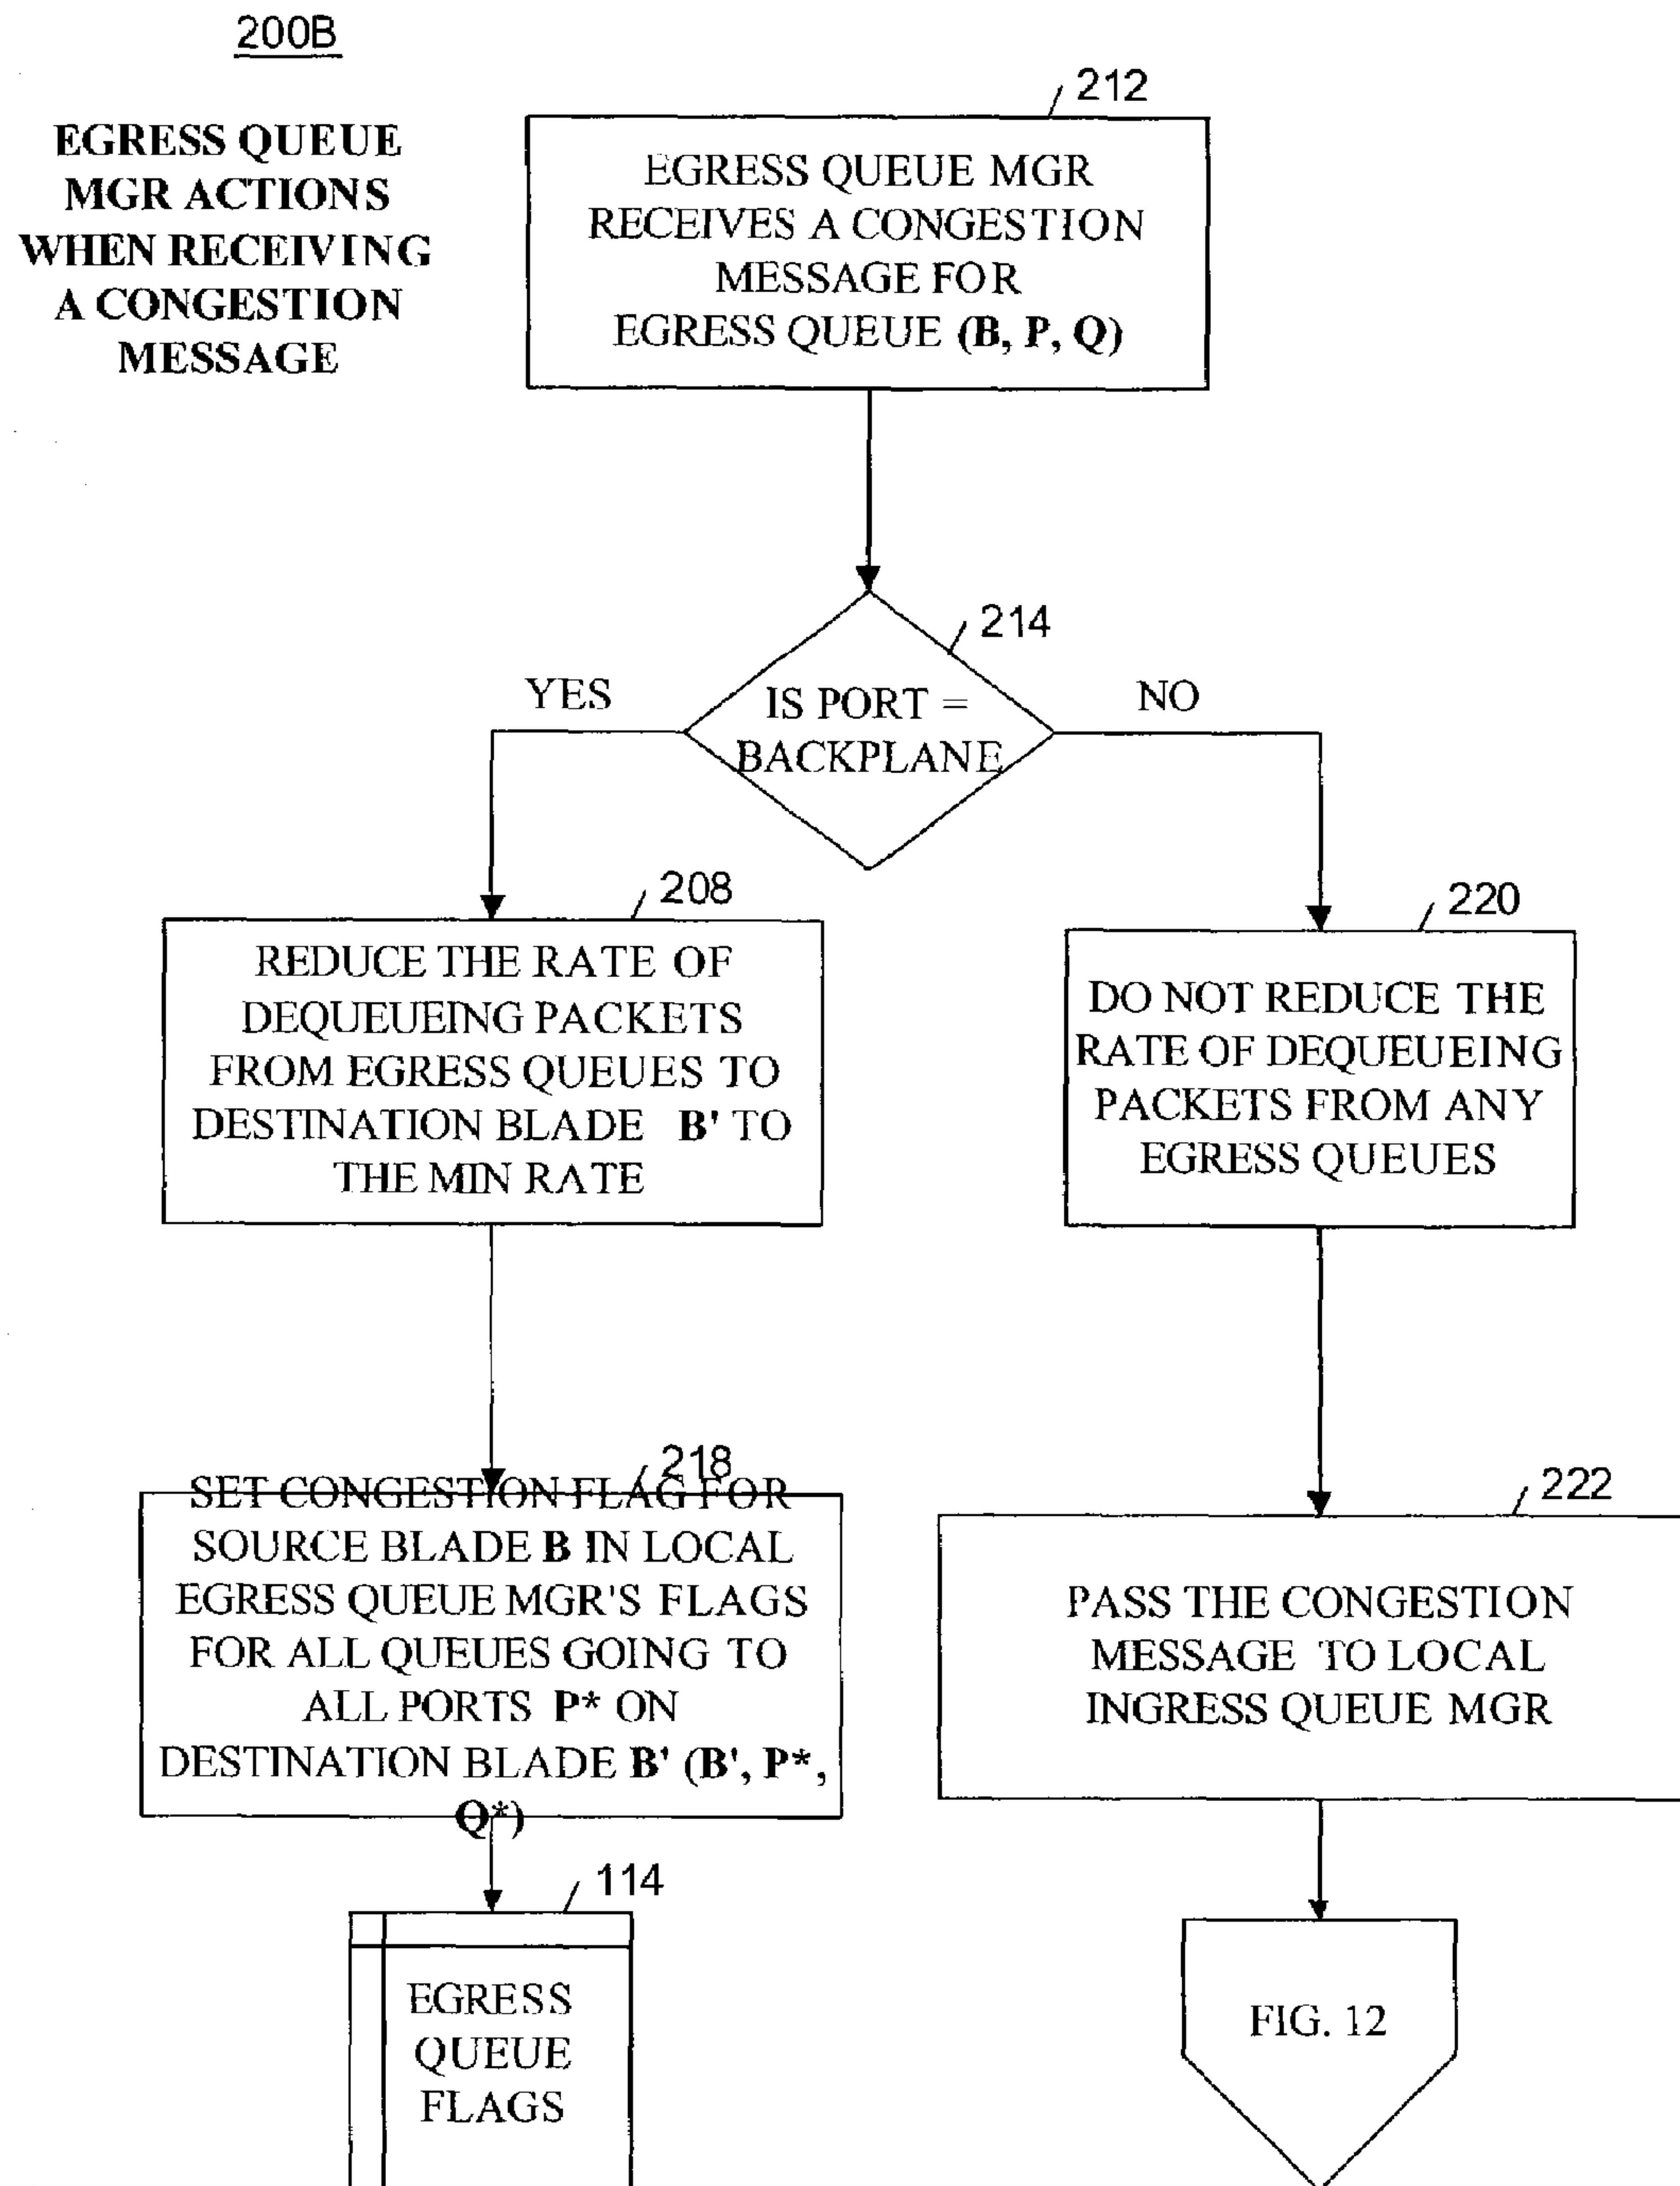 200B
EGRESS QUEUE
MGR ACTIONS
WHEN RECEIVING
A CONGESTION
MESSAGE
212
EGRESS QUEUE MGR
RECEIVES A CONGESTION
MESSAGE FOR
EGRESS QUEUE (B, P, Q)
214
IS PORT =
BACKPLANE
YES
NO
208
REDUCE THE RATE OF
DEQUEUEING PACKETS
FROM EGRESS QUEUES TO
DESTINATION BLADE B' TO
THE MIN RATE
220
DO NOT REDUCE THE
RATE OF DEQUEUEING
PACKETS FROM ANY
EGRESS QUEUES
218
SET CONGESTION FLAG FOR
SOURCE BLADE B IN LOCAL
EGRESS QUEUE MGR'S FLAGS
FOR ALL QUEUES GOING TO
ALL PORTS P* ON
DESTINATION BLADE B' (B', P*,
Q*)
222
PASS THE CONGESTION
MESSAGE TO LOCAL
INGRESS QUEUE MGR
114
EGRESS
QUEUE
FLAGS
FIG. 12